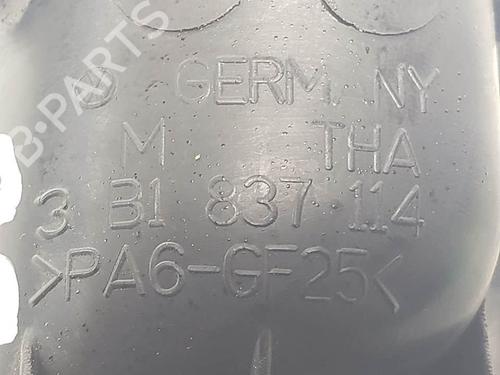 B-PARTS
GERMANY
M THA
3 B1 837 114
>PA6-GF25<